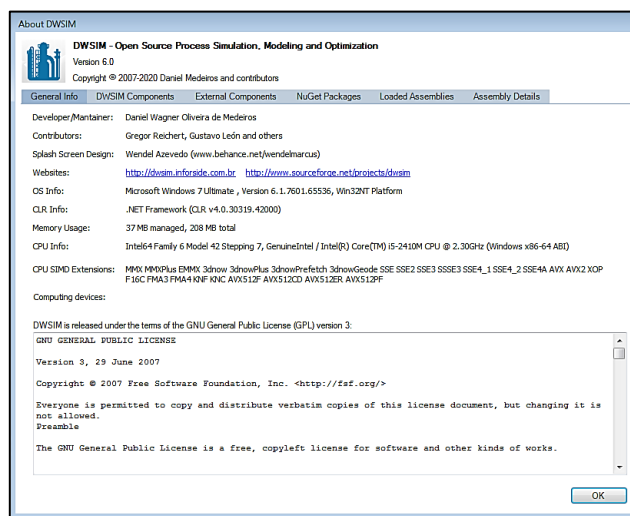 About DWSIM
DWSIM - Open Source Process Simulation, Modeling and Optimization
Version 6.0
Copyright © 2007-2020 Daniel Medeiros and contributors
General Info DWSIM Components External Components NuGet Packages Loaded Assemblies Assembly Details
Developer/Mantainer: Daniel Wagner Oliveira de Medeiros
Contributors: Gregor Reichert, Gustavo León and others
Splash Screen Design: Wendel Azevedo (www.behance.net/wendelmarcus)
Websites: http://dwsim.inforside.com.br http://www.sourceforge.net/projects/dwsim
OS Info: Microsoft Windows 7 Ultimate , Version 6.1.7601.65536, Win32NT Platform
CLR Info: .NET Framework (CLR v4.0.30319.42000)
Memory Usage: 37 MB managed, 208 MB total
CPU Info: Intel64 Family 6 Model 42 Stepping 7, GenuineIntel / Intel(R) Core(TM) i5-2410M CPU @ 2.30GHz (Windows x86-64 ABI)
CPU SIMD Extensions: MMX MMXPlus EMMX 3dnow 3dnowPlus 3dnowPrefetch 3dnowGeode SSE SSE2 SSE3 SSSE3 SSE4_1 SSE4_2 SSE4A AVX AVX2 XOP
F16C FMA3 FMA4 KNF KNC AVX512F AVX512CD AVX512ER AVX512PF
Computing devices:
DWSIM is released under the terms of the GNU General Public License (GPL) version 3:
GNU GENERAL PUBLIC LICENSE
Version 3, 29 June 2007
Copyright © 2007 Free Software Foundation, Inc. <http://fsf.org/>
Everyone is permitted to copy and distribute verbatim copies of this license document, but changing it is
not allowed.
Preamble
The GNU General Public License is a free, copyleft license for software and other kinds of works.
OK